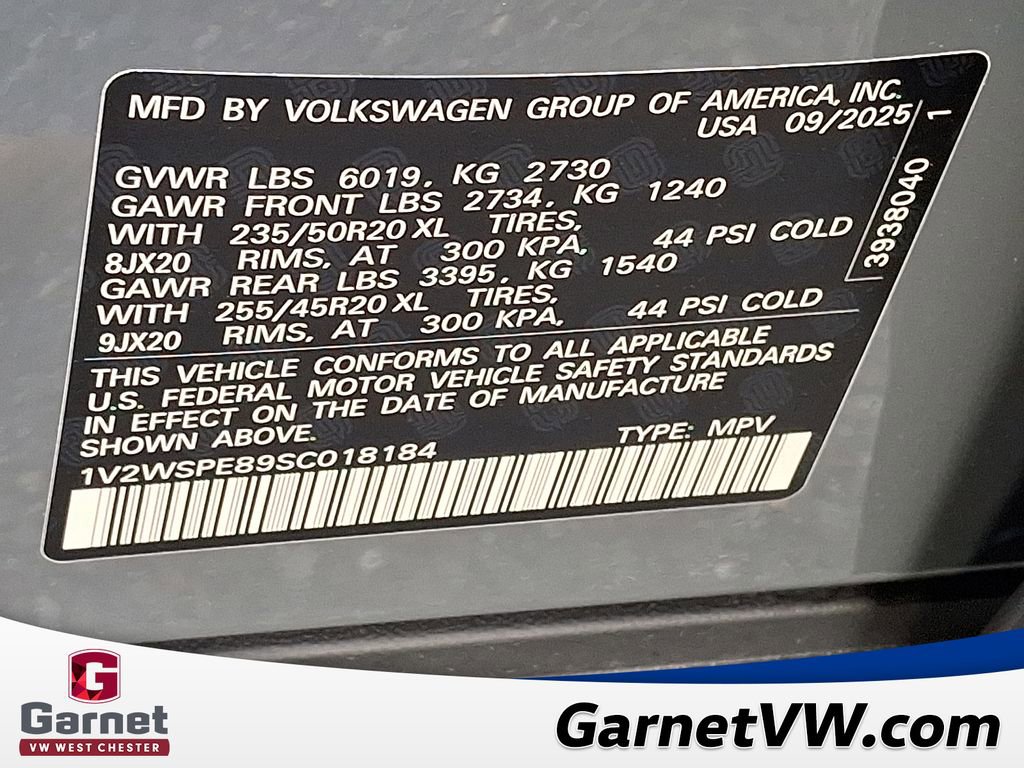 MFD BY VOLKSWAGEN GROUP OF AMERICA, INC.
USA 09/2025
GVWR LBS 6019, KG 2730
GAWR FRONT LBS 2734, KG 1240
WITH 235/50R20 XL TIRES,
8JX20 RIMS, AT 300 KPA, 44 PSI COLD
GAWR REAR LBS 3395, KG 1540
WITH 255/45R20 XL TIRES,
9JX20 RIMS, AT 300 KPA, 44 PSI COLD
3938040 1
THIS VEHICLE CONFORMS TO ALL APPLICABLE
U.S. FEDERAL MOTOR VEHICLE SAFETY STANDARDS
IN EFFECT ON THE DATE OF MANUFACTURE
SHOWN ABOVE.
1V2WSPE89SC018184 TYPE: MPV
G
Garnet
VW WEST CHESTER
GarnetVW.com